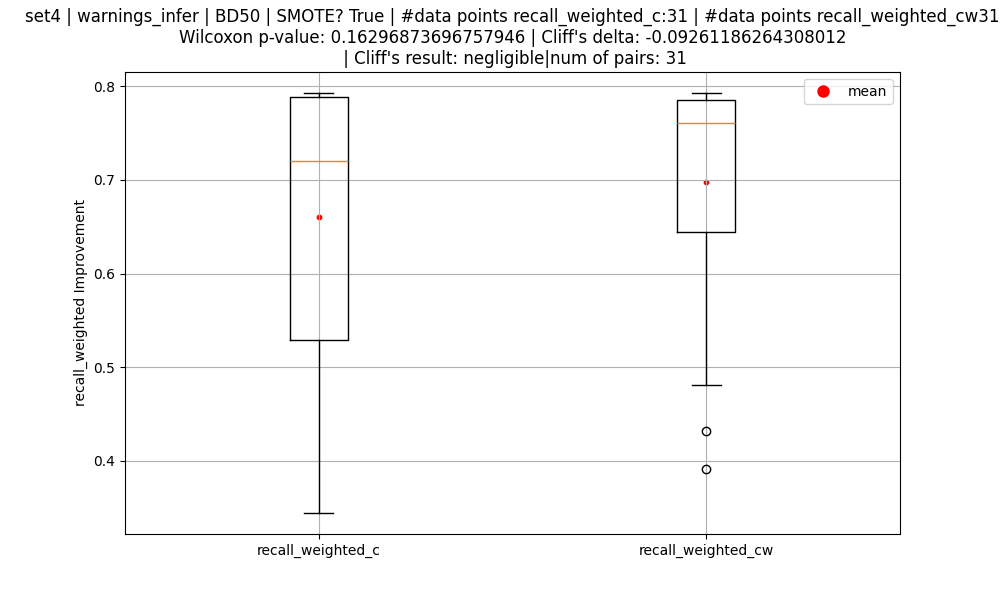 set4 | warnings_infer | BD50 | SMOTE? True | #data points recall_weighted_c:31 | #data points recall_weighted_cw31
Wilcoxon p-value: 0.16296873696757946 | Cliff's delta: -0.09261186264308012
| Cliff's result: negligible|num of pairs: 31
mean
0.8
0.7
0.6
0.5
0.4
recall_weighted Improvement
recall_weighted_c
recall_weighted_cw